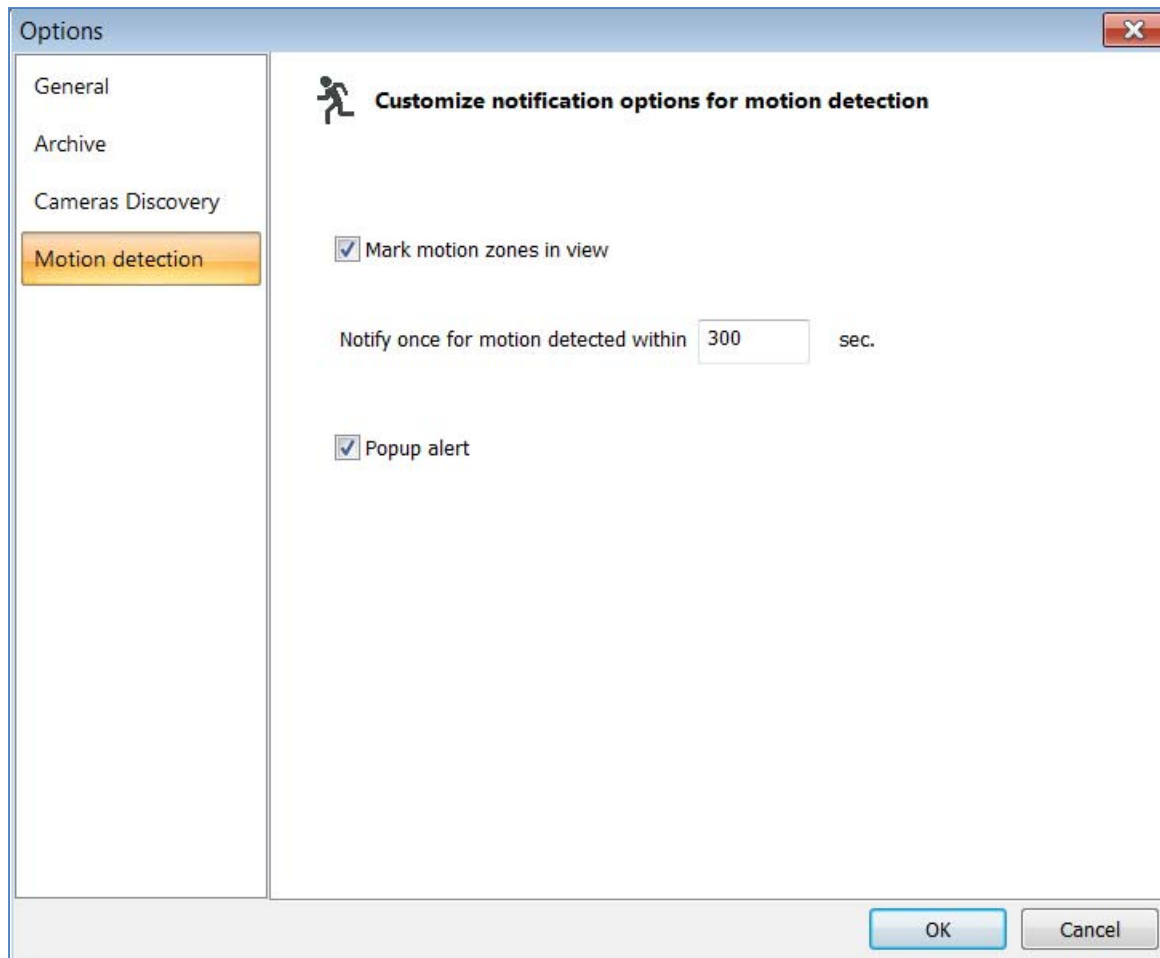 Options
General
Archive
Cameras Discovery
Motion detection
Customize notification options for motion detection
Mark motion zones in view
Notify once for motion detected within 300 sec.
Popup alert
OK Cancel